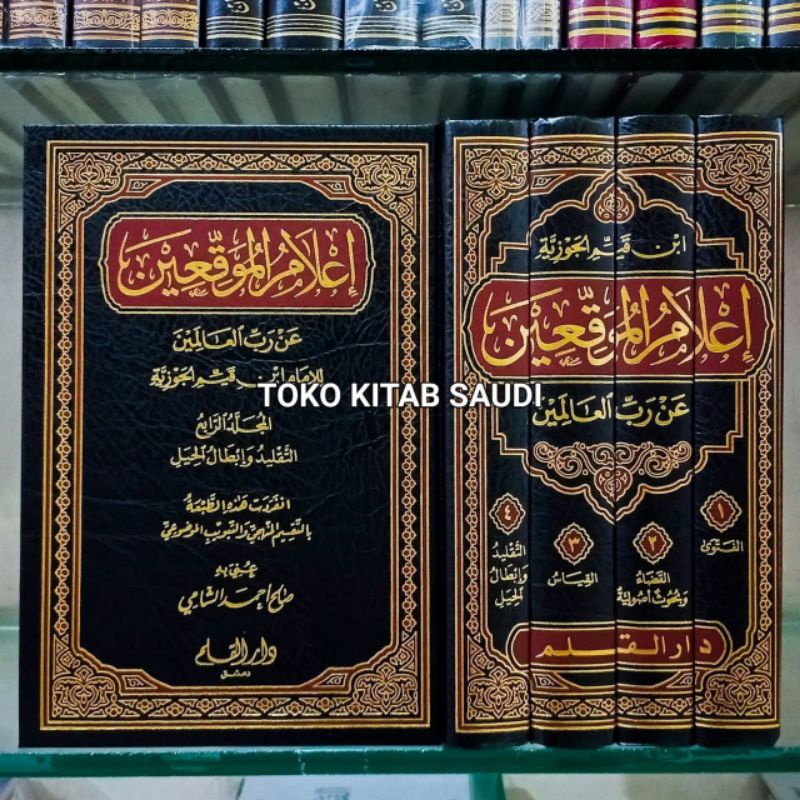 إعلام الموقعين
عن رب العالمين
للإمام ابن قيم الجوزية
المجلد الرابع
التقليد وإبطال الحيل
انفردت هذه الطبعة
بالتقسيم المنهجي والتبويب الموضوعي
عني به
صالح أحمد الشامي
دار القلم
دمشق
ابن قيم الجوزية
إعلام الموقعين
عن رب العالمين
١
الفتوى
٢
القضاء
وبحوث أصولية
٣
القياس
٤
التقليد
وإبطال
الحيل
دار القلم
TOKO KITAB SAUDI